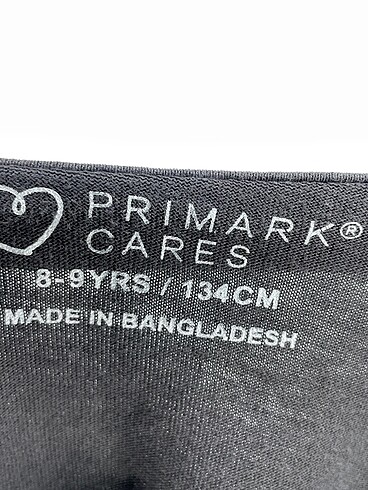 PRIMARK®
CARES
8-9YRS / 134CM
MADE IN BANGLADESH